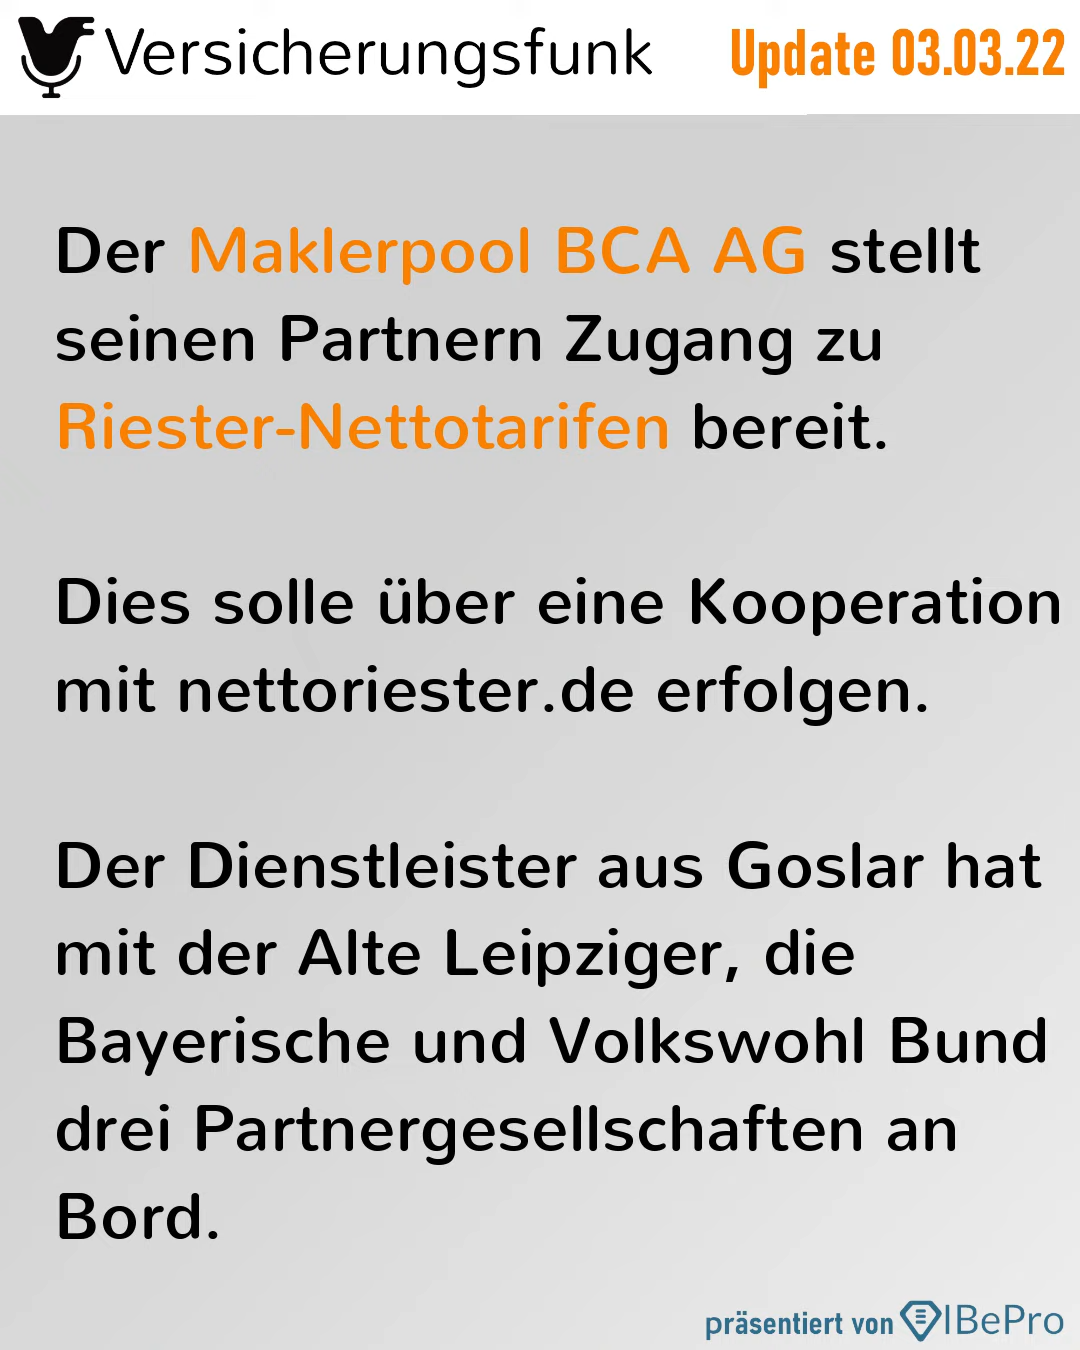 Versicherungsfunk
Update 03.03.22
Der Maklerpool BCA AG stellt
seinen Partnern Zugang zu
Riester-Nettotarifen bereit.
Dies solle über eine Kooperation
mit nettoriester.de erfolgen.
Der Dienstleister aus Goslar hat
mit der Alte Leipziger, die
Bayerische und Volkswohl Bund
drei Partnergesellschaften an
Bord.
präsentiert von IBePro